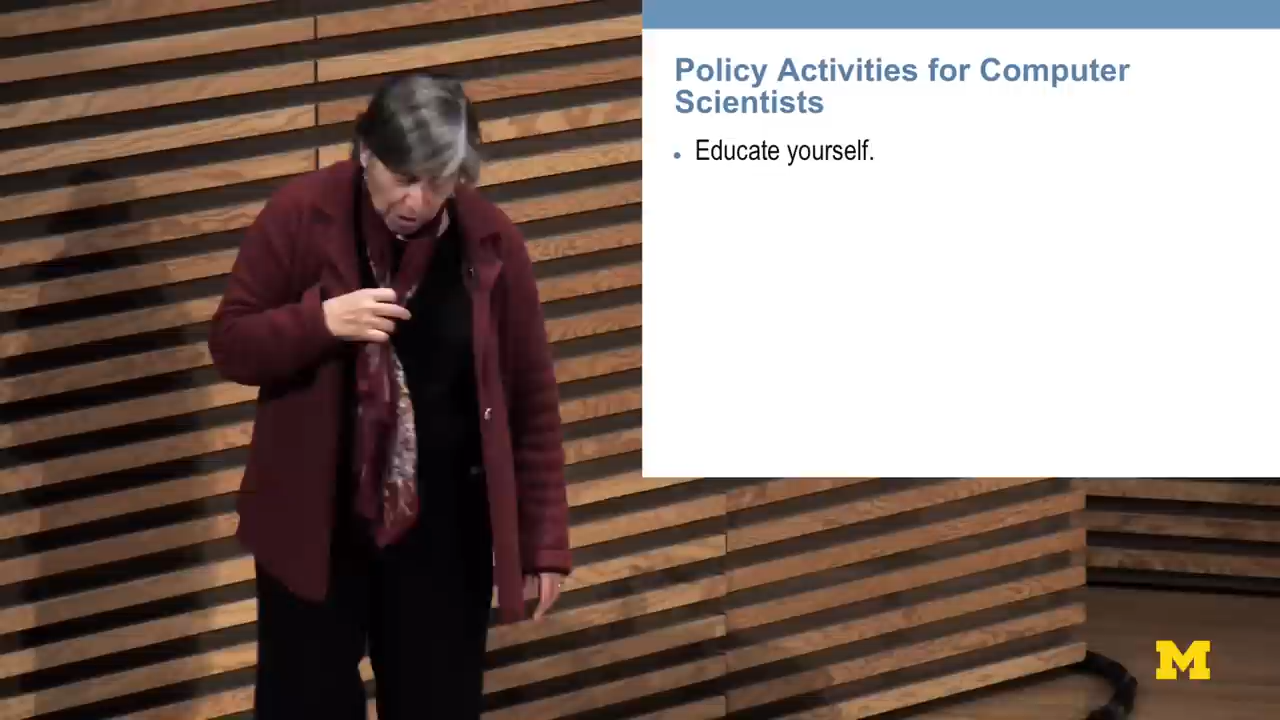 Policy Activities for Computer
Scientists
• Educate yourself.
M